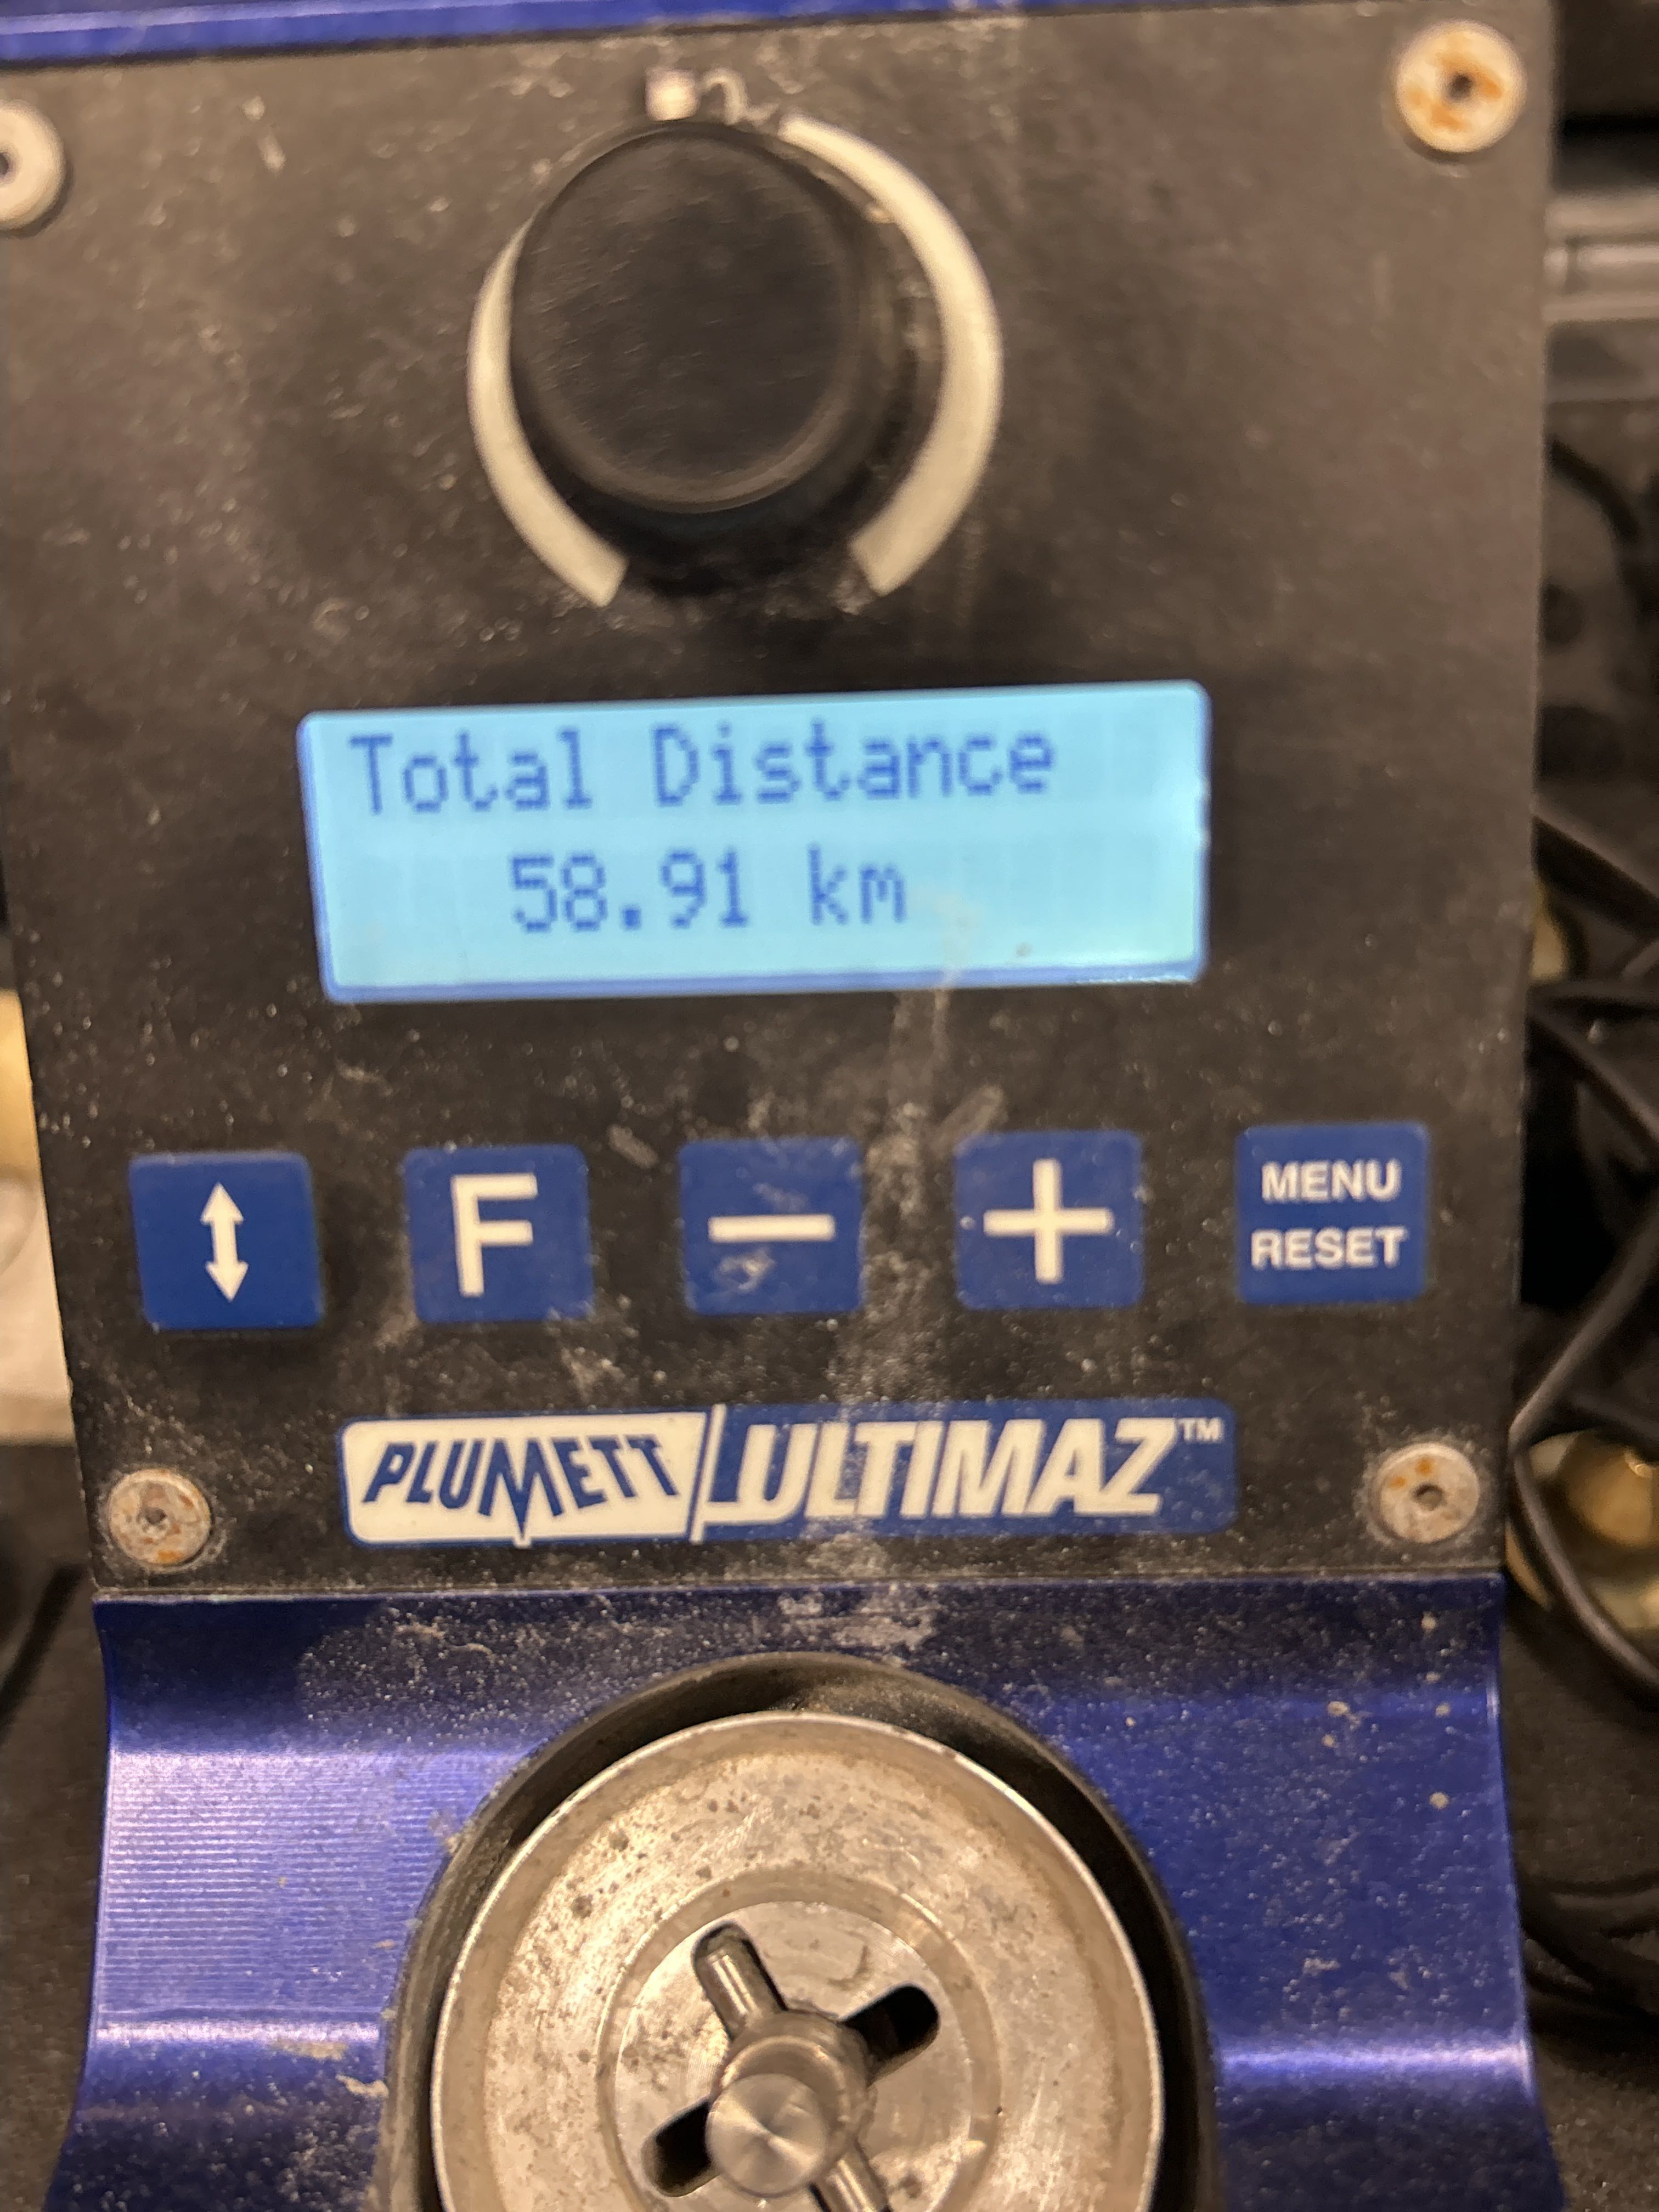 Total Distance
58.91 km
F
−
+
MENU
RESET
PLUMETT ULTIMAZ™